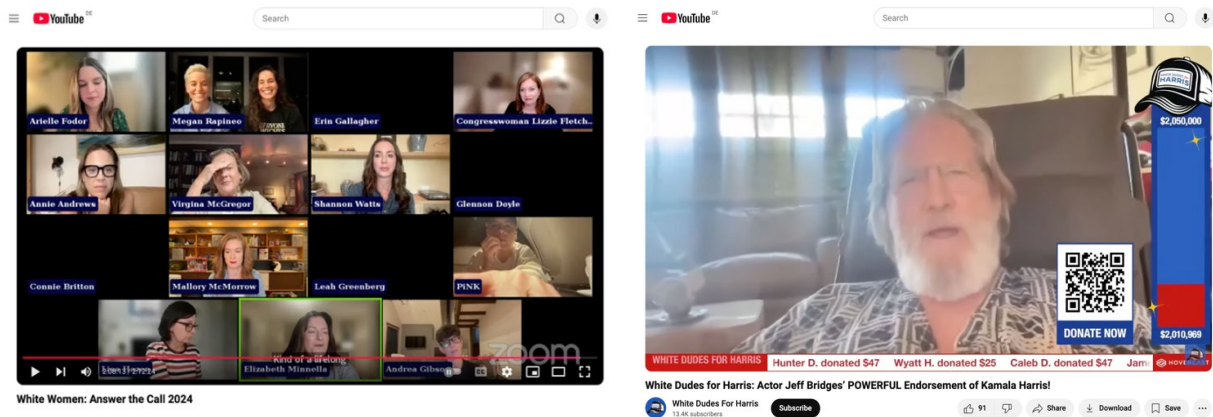 YouTube DE
Search
Arielle Fodor
Megan Rapineo
Erin Gallagher
Congresswoman Lizzie Fletch..
Annie Andrews
Virgina McGregor
Shannon Watts
Glennon Doyle
Connie Britton
Mallory McMorrow
Leah Greenberg
PiNK
Kind of a lifelong
Elizabeth Minnella
Andrea Gibson
zoom
White Women: Answer the Call 2024
YouTube DE
Search
WHITE DUDES FOR HARRIS
HARRIS
$2,050,000
DONATE NOW
$2,010,969
WHITE DUDES FOR HARRIS Hunter D. donated $47 Wyatt H. donated $25 Caleb D. donated $47 Jam
HOVERCAST
White Dudes for Harris: Actor Jeff Bridges’ POWERFUL Endorsement of Kamala Harris!
White Dudes For Harris
13.4K subscribers
Subscribe
91
Share
Download
Save